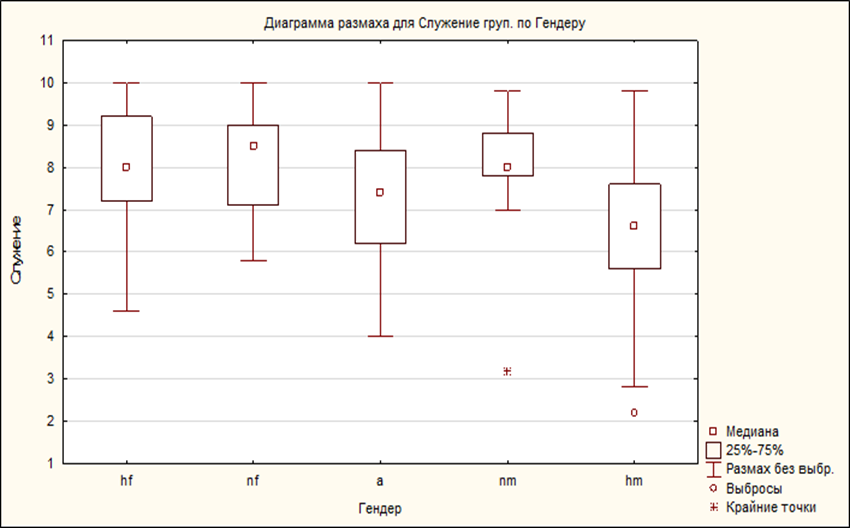 Диаграмма размаха для Служение груп. по Гендеру
11
10
9
8
7
6
5
4
3
2
1
Служение
hf nf a nm hm
Гендер
Медиана
25%-75%
Размах без выбр.
Выбросы
Крайние точки